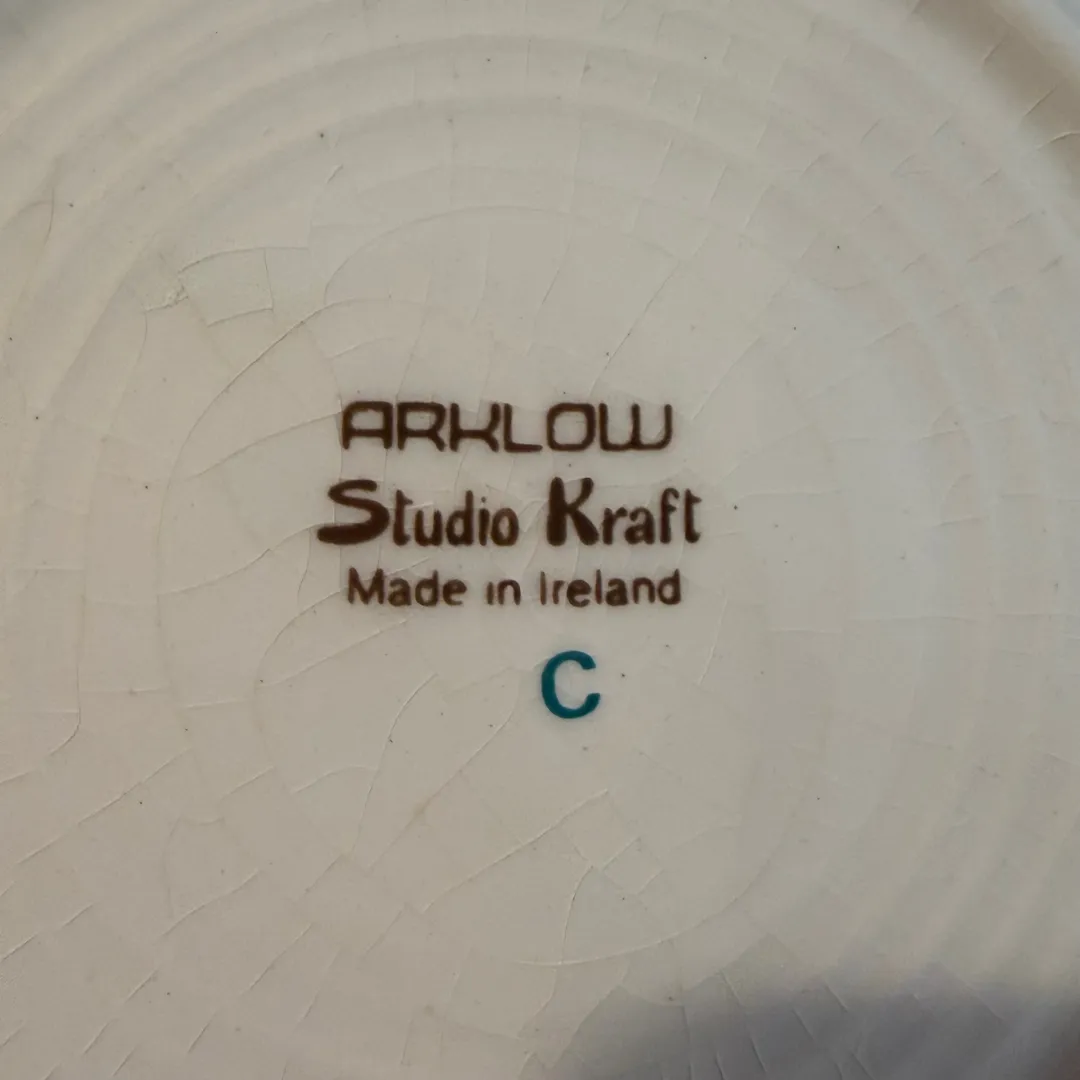 ARKLOW
Studio Kraft
Made in Ireland
C